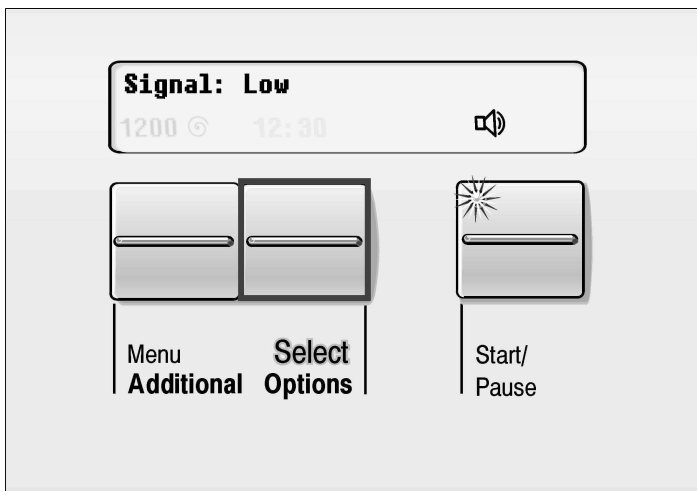 Signal: Low
1200 12:30
Menu Select
Additional Options
Start/
Pause